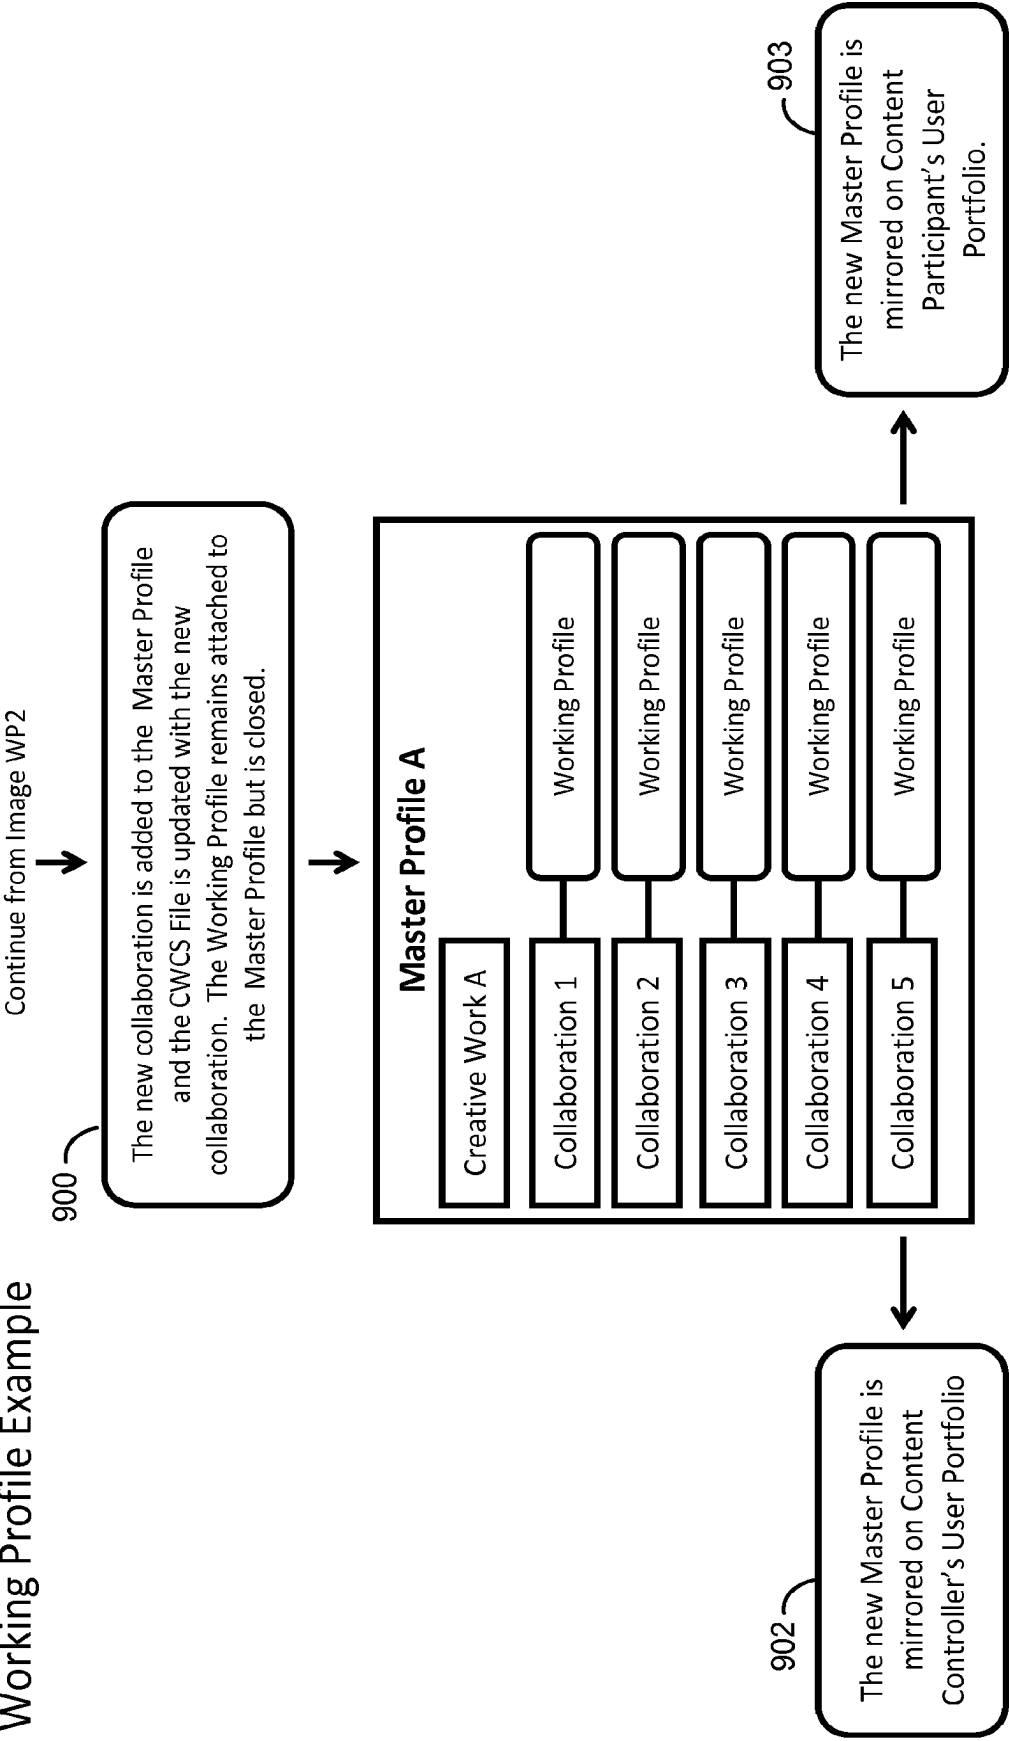 Working Profile Example
Continue from Image WP2
900
The new collaboration is added to the Master Profile
and the CWCS File is updated with the new
collaboration. The Working Profile remains attached to
the Master Profile but is closed.
Master Profile A
Creative Work A
Collaboration 1
Working Profile
Collaboration 2
Working Profile
Collaboration 3
Working Profile
Collaboration 4
Working Profile
Collaboration 5
Working Profile
902
The new Master Profile is
mirrored on Content
Controller's User Portfolio
903
The new Master Profile is
mirrored on Content
Participant's User
Portfolio.